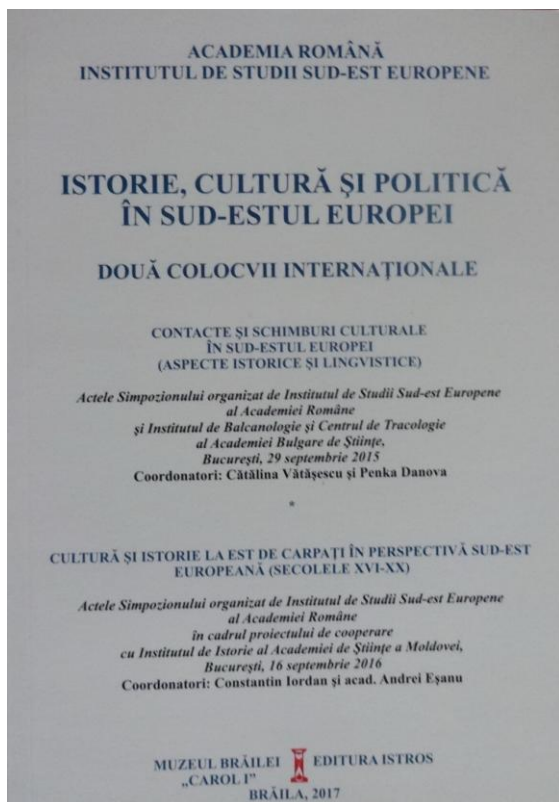 ACADEMIA ROMÂNĂ
INSTITUTUL DE STUDII SUD-EST EUROPENE
ISTORIE, CULTURĂ ŞI POLITICĂ
ÎN SUD-ESTUL EUROPEI
DOUĂ COLOCVII INTERNAŢIONALE
CONTACTE ŞI SCHIMBURI CULTURALE
ÎN SUD-ESTUL EUROPEI
(ASPECTE ISTORICE ŞI LINGVISTICE)
Actele Simpozionului organizat de Institutul de Studii Sud-est Europene
al Academiei Române
şi Institutul de Balcanologie şi Centrul de Tracologie
al Academiei Bulgare de Ştiinţe,
Bucureşti, 29 septembrie 2015
Coordonatori: Cătălina Vătăşescu şi Penka Danova
*
CULTURĂ ŞI ISTORIE LA EST DE CARPAŢI ÎN PERSPECTIVĂ SUD-EST
EUROPEANĂ (SECOLELE XVI-XX)
Actele Simpozionului organizat de Institutul de Studii Sud-est Europene
al Academiei Române
în cadrul proiectului de cooperare
cu Institutul de Istorie al Academiei de Ştiinţe a Moldovei,
Bucureşti, 16 septembrie 2016
Coordonatori: Constantin Iordan şi acad. Andrei Eşanu
MUZEUL BRĂILEI EDITURA ISTROS
„CAROL I”
BRĂILA, 2017